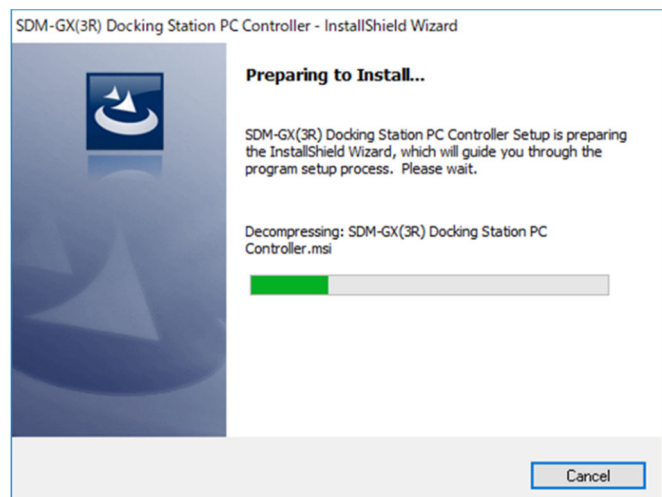 SDM-GX(3R) Docking Station PC Controller - InstallShield Wizard
Preparing to Install...
SDM-GX(3R) Docking Station PC Controller Setup is preparing
the InstallShield Wizard, which will guide you through the
program setup process. Please wait.
Decompressing: SDM-GX(3R) Docking Station PC
Controller.msi
Cancel